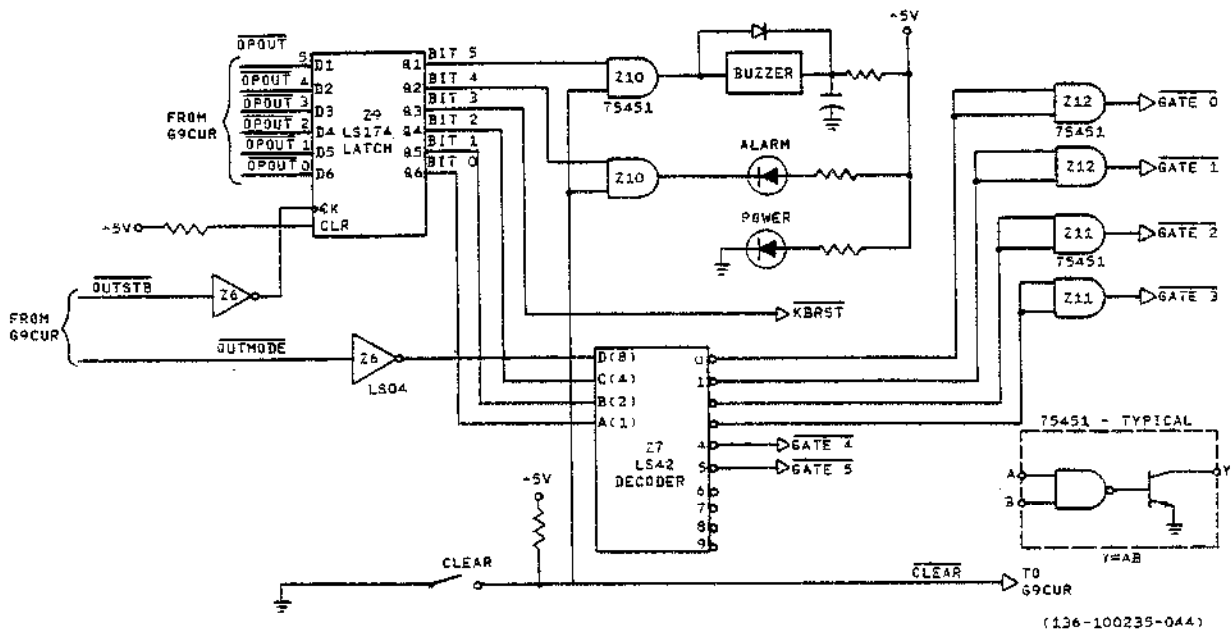 OPOUT 5
OPOUT 4
OPOUT 3
OPOUT 2
OPOUT 1
OPOUT 0
FROM
G9CUR
D1
D2
D3
D4
D5
D6
Z9
LS174
LATCH
Q1
Q2
Q3
Q4
Q5
Q6
CK
CLR
BIT 5
BIT 4
BIT 3
BIT 2
BIT 1
BIT 0
Z10
75451
BUZZER
+5V
Z10
ALARM
POWER
Z12
75451
GATE 0
Z12
GATE 1
Z11
75451
GATE 2
Z11
GATE 3
+5V
OUTSTB
Z6
FROM
G9CUR
OUTMODE
Z6
LS04
KBRST
D(8)
C(4)
B(2)
A(1)
0
1
4
5
6
7
8
9
Z7
LS42
DECODER
GATE 4
GATE 5
75451 - TYPICAL
A
B
Y
Y=AB
+5V
CLEAR
CLEAR
TO
G9CUR
(136-100235-044)